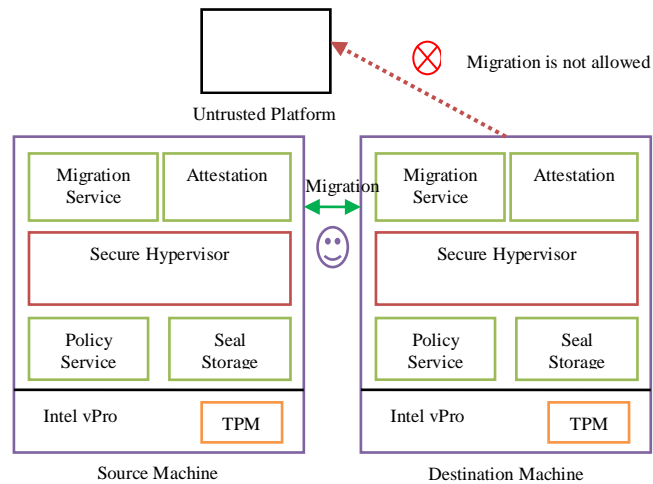 Migration is not allowed
Untrusted Platform
Migration
Service
Attestation
Secure Hypervisor
Policy
Service
Seal
Storage
Intel vPro
TPM
Source Machine
Migration
Migration
Service
Attestation
Secure Hypervisor
Policy
Service
Seal
Storage
Intel vPro
TPM
Destination Machine